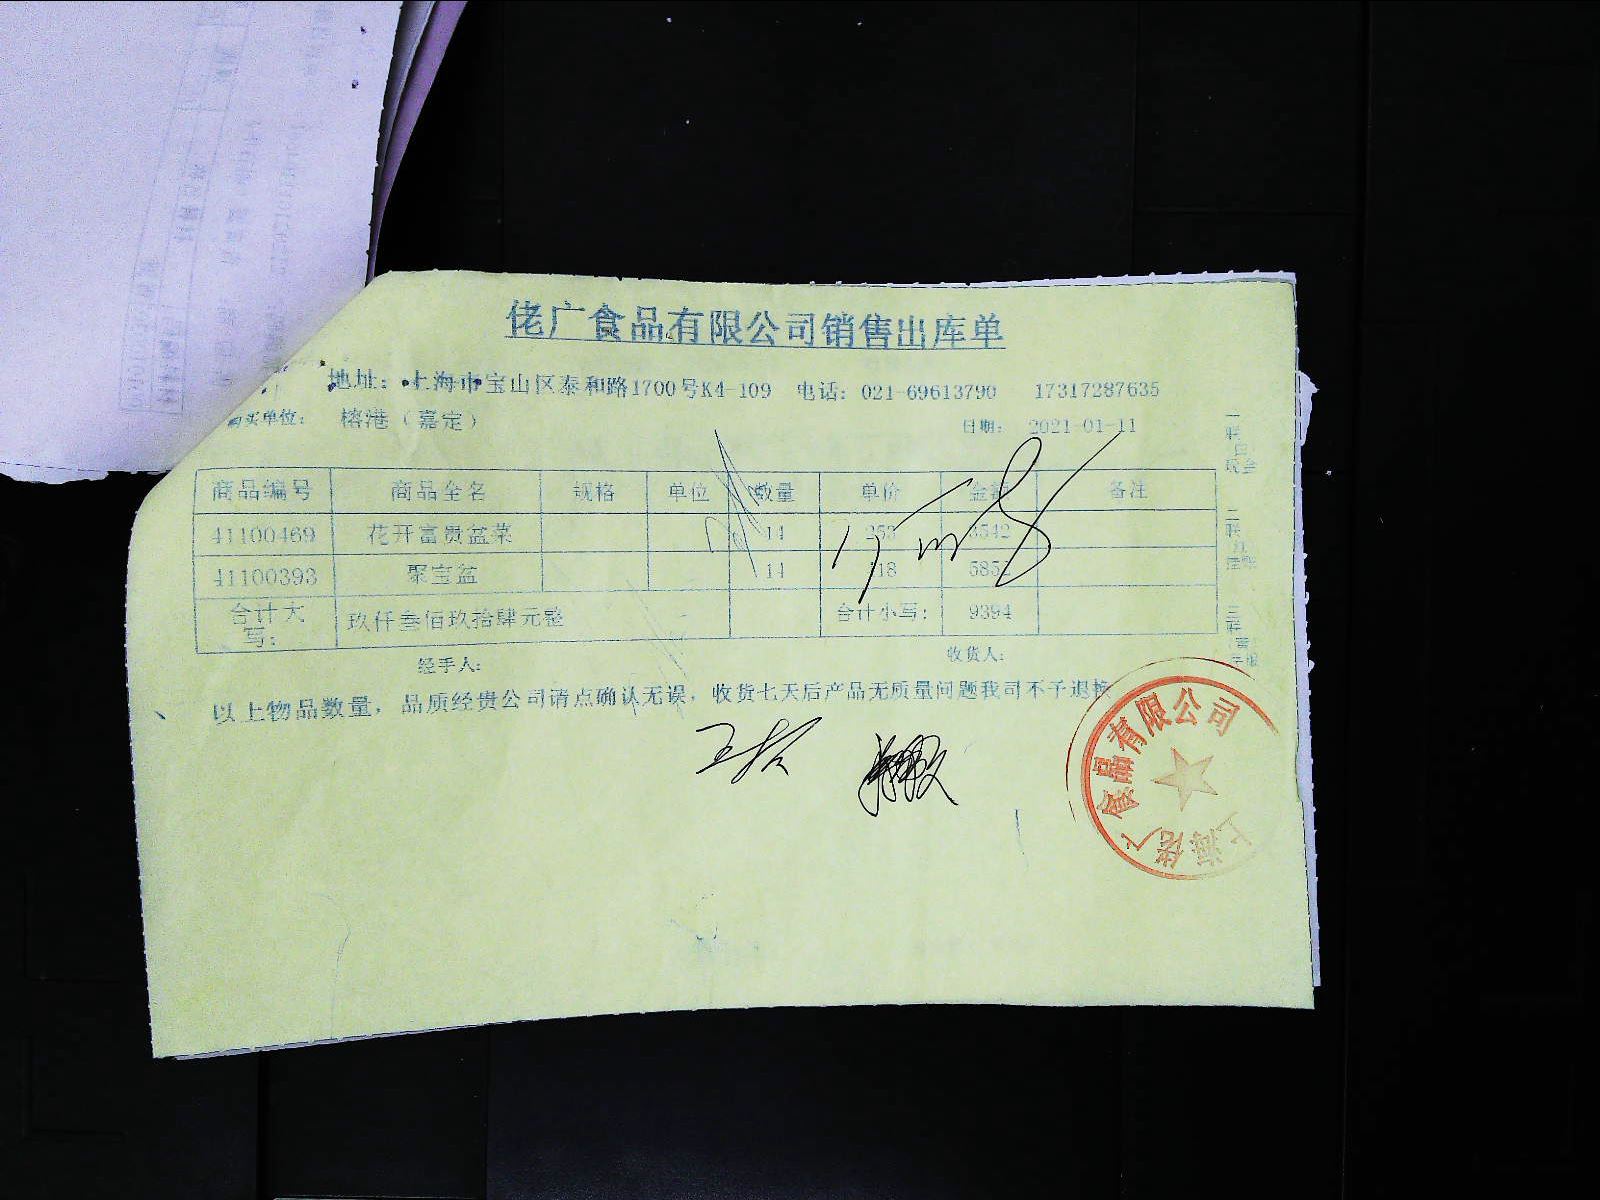 佬广食品有限公司销售出库单
地址: 上海市宝山区泰和路1700号K4-109 电话: 021-69613790 17317287635
购买单位: 榕港（嘉定） 日期: 2021-01-11
商品编号 商品全名 规格 单位 数量 单价 金额 备注
41100469 花开富贵盆菜 14 253 3542
41100393 聚宝盆 14 5852
合计大写: 玖仟叁佰玖拾肆元整 合计小写: 9394
经手人: 收货人:
以上物品数量, 品质经贵公司请点确认无误, 收货七天后产品无质量问题我司不予退换
上海佬广食品有限公司